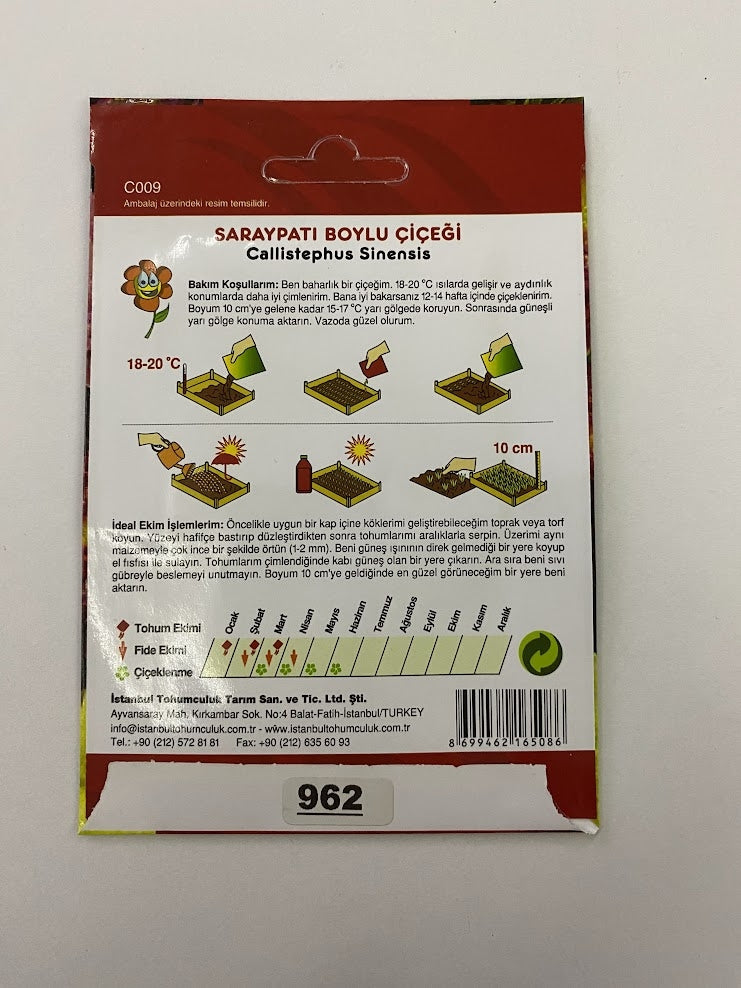 C009
Ambalaj üzerindeki resim temsilidir.
SARAYPATI BOYLU ÇİÇEĞİ
Callistephus Sinensis
Bakım Koşullarım: Ben baharlık bir çiçeğim. 18-20 °C ısılarda gelişir ve aydınlık
konumlarda daha iyi çimlenirim. Bana iyi bakarsanız 12-14 hafta içinde çiçeklenirim.
Boyum 10 cm'ye gelene kadar 15-17 °C yarı gölgede koruyun. Sonrasında güneşli
yarı gölge konuma aktarın. Vazoda güzel olurum.
18-20 °C
10 cm
İdeal Ekim İşlemlerim: Öncelikle uygun bir kap içine köklerimi geliştirebileceğim toprak veya torf
koyun. Yüzeyi hafifçe bastırıp düzleştirdikten sonra tohumlarımı aralıklarla serpin. Üzerimi aynı
malzemeyle çok ince bir şekilde örtün (1-2 mm). Beni güneş ışınının direk gelmediği bir yere koyup
el fısfısı ile sulayın. Tohumlarım çimlendiğinde kabı güneş olan bir yere çıkarın. Ara sıra beni sıvı
gübreyle beslemeyi unutmayın. Boyum 10 cm'ye geldiğinde en güzel görüneceğim bir yere beni
aktarın.
Ocak Şubat Mart Nisan Mayıs Haziran Temmuz Ağustos Eylül Ekim Kasım Aralık
Tohum Ekimi
Fide Ekimi
Çiçeklenme
İstanbul Tohumculuk Tarım San. ve Tic. Ltd. Şti.
Ayvansaray Mah. Kırkambar Sok. No:4 Balat-Fatih-İstanbul/TURKEY
info@istanbultohumculuk.com.tr - www.istanbultohumculuk.com.tr
Tel.: +90 (212) 572 81 81 Fax: +90 (212) 635 60 93
8 699462 165086
962